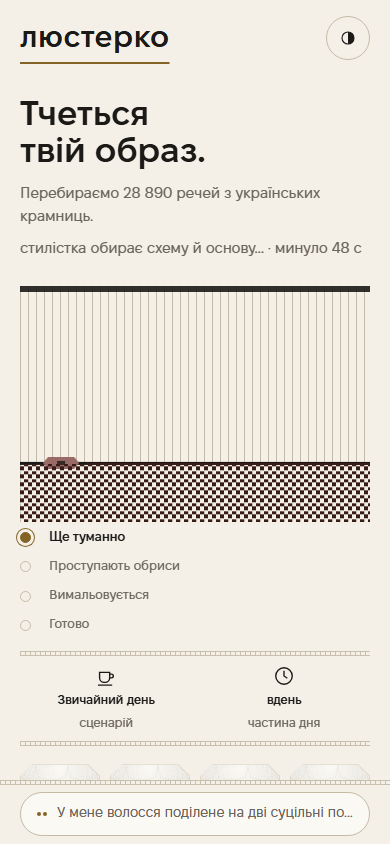 люстерко
Тчеться
твій образ.
Перебираємо 28 890 речей з українських
крамниць.
стилістка обирає схему й основу... · минуло 48 с
Ще туманно
Проступають обриси
Вимальовується
Готово
Звичайний день
сценарій
вдень
частина дня
У мене волосся поділене на дві суцільні по...